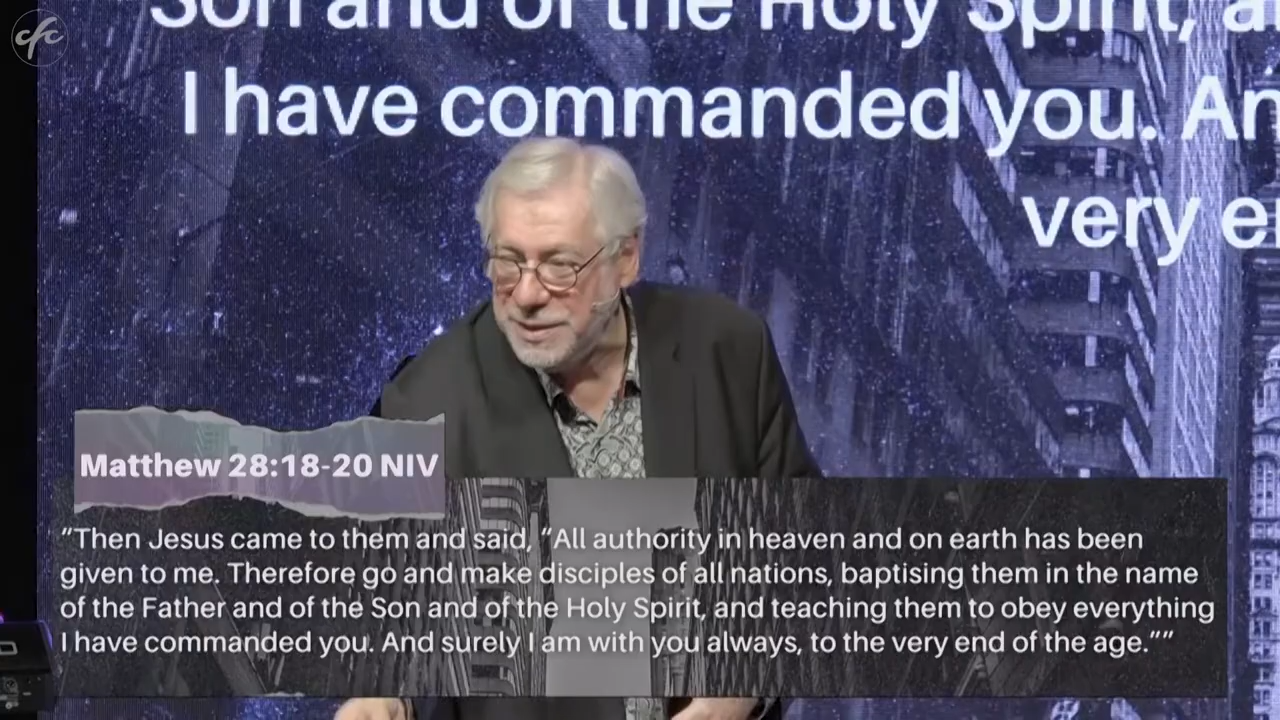 cfc
Son and of the Holy Spirit, a
I have commanded you. An
very e
Matthew 28:18-20 NIV
“Then Jesus came to them and said, “All authority in heaven and on earth has been
given to me. Therefore go and make disciples of all nations, baptising them in the name
of the Father and of the Son and of the Holy Spirit, and teaching them to obey everything
I have commanded you. And surely I am with you always, to the very end of the age.””